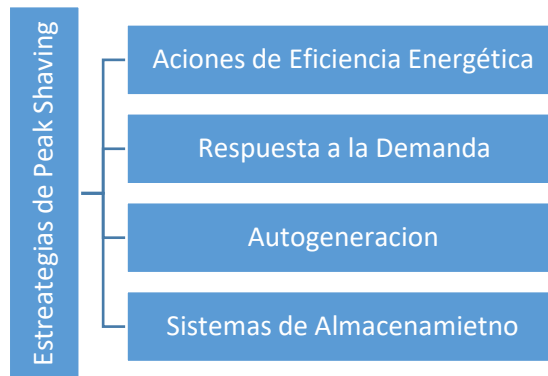 Estreategias de Peak Shaving
Aciones de Eficiencia Energética
Respuesta a la Demanda
Autogeneracion
Sistemas de Almacenamietno